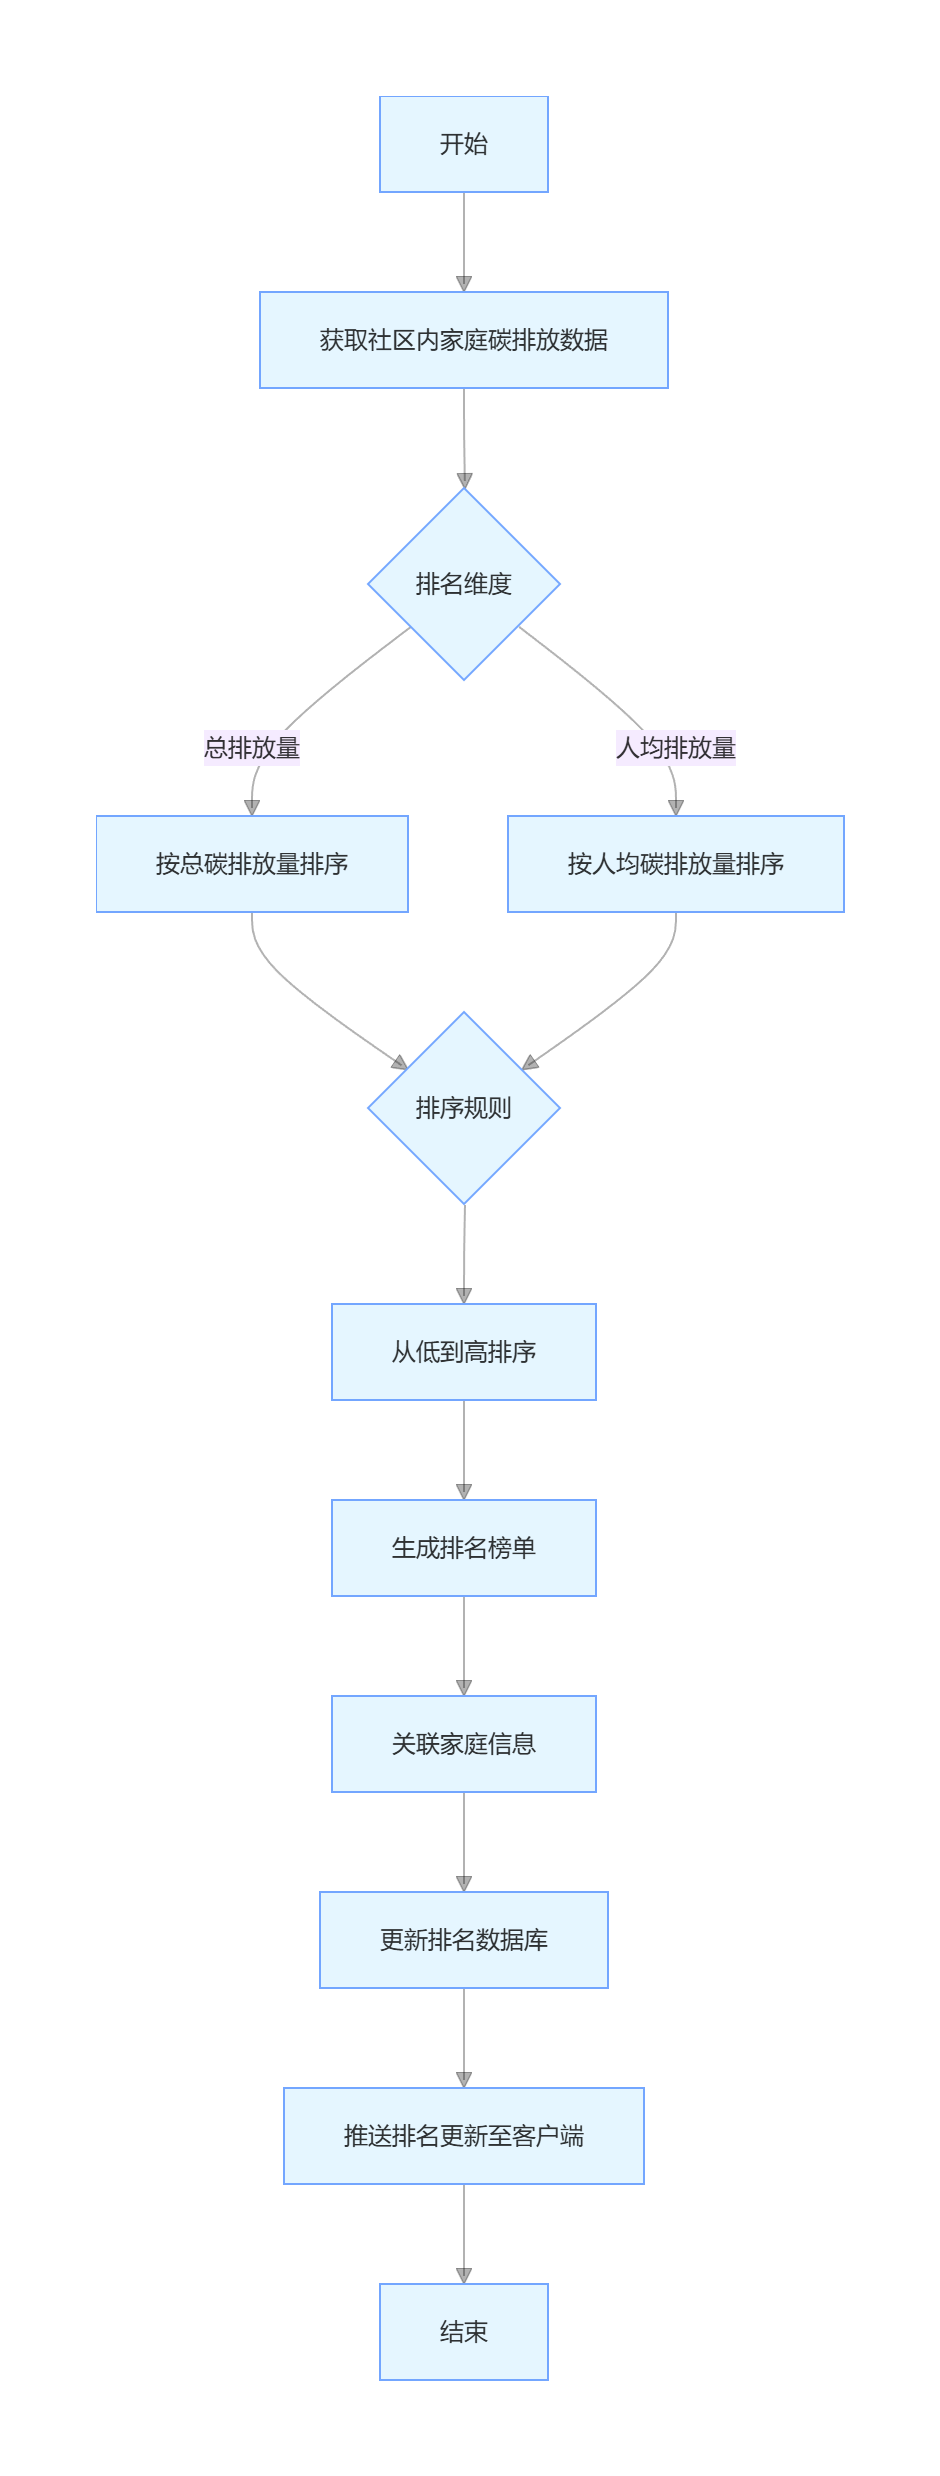 开始
获取社区内家庭碳排放数据
排名维度
总排放量
人均排放量
按总碳排放量排序
按人均碳排放量排序
排序规则
从低到高排序
生成排名榜单
关联家庭信息
更新排名数据库
推送排名更新至客户端
结束